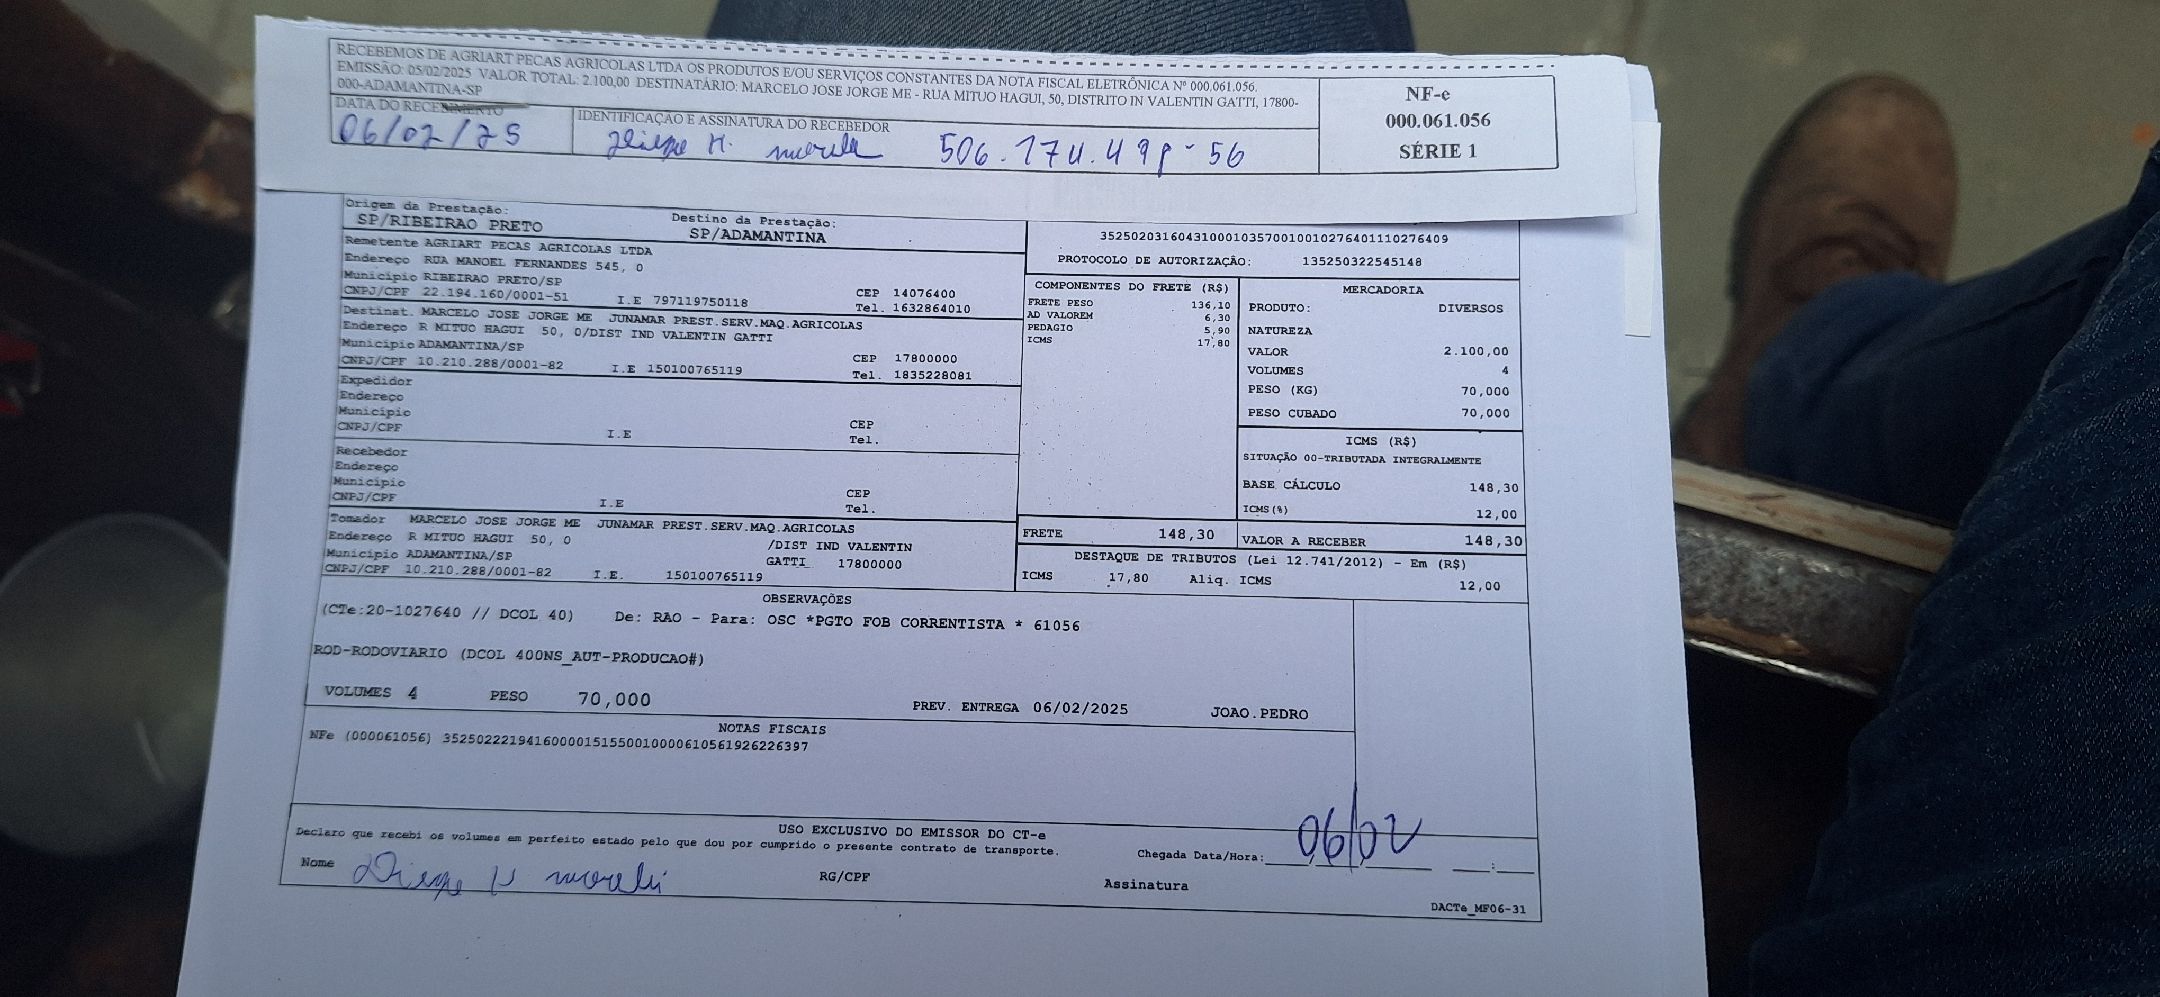 RECEBEMOS DE AGRIART PECAS AGRICOLAS LTDA OS PRODUTOS E/OU SERVIÇOS CONSTANTES DA NOTA FISCAL ELETRÔNICA Nº 000.061.056.
EMISSÃO: 05/02/2025 VALOR TOTAL: 2.100,00 DESTINATÁRIO: MARCELO JOSE JORGE ME - RUA MITUO HAGUI, 50, DISTRITO IN VALENTIN GATTI, 17800-
000-ADAMANTINA-SP
DATA DO RECEBIMENTO
IDENTIFICAÇÃO E ASSINATURA DO RECEBEDOR
06/02/25
NF-e
000.061.056
SÉRIE 1
Origem da Prestação:
SP/RIBEIRAO PRETO
Destino da Prestação:
SP/ADAMANTINA
Remetente AGRIART PECAS AGRICOLAS LTDA
Endereço RUA MANOEL FERNANDES 545, 0
Município RIBEIRAO PRETO/SP
CNPJ/CPF 22.194.160/0001-51 I.E 797119750118
CEP 14076400
Tel. 1632864010
Destinat. MARCELO JOSE JORGE ME JUNAMAR PREST.SERV.MAQ.AGRICOLAS
Endereço R MITUO HAGUI 50, 0/DIST IND VALENTIN GATTI
Município ADAMANTINA/SP
CNPJ/CPF 10.210.288/0001-82 I.E 150100765119
CEP 17800000
Tel. 1835228081
Expedidor
Endereço
Município
CNPJ/CPF I.E
CEP
Tel.
Recebedor
Endereço
Município
CNPJ/CPF I.E
CEP
Tel.
Tomador MARCELO JOSE JORGE ME JUNAMAR PREST.SERV.MAQ.AGRICOLAS
Endereço R MITUO HAGUI 50, 0 /DIST IND VALENTIN
Município ADAMANTINA/SP GATTI 17800000
CNPJ/CPF 10.210.288/0001-82 I.E. 150100765119
35250203160431000103570010010276401110276409
PROTOCOLO DE AUTORIZAÇÃO: 135250322545148
COMPONENTES DO FRETE (R$)
FRETE PESO 136,10
AD VALOREM 6,30
PEDAGIO 5,90
ICMS 17,80
MERCADORIA
PRODUTO: DIVERSOS
NATUREZA
VALOR 2.100,00
VOLUMES 4
PESO (KG) 70,000
PESO CUBADO 70,000
ICMS (R$)
SITUAÇÃO 00-TRIBUTADA INTEGRALMENTE
BASE CÁLCULO 148,30
ICMS(%) 12,00
FRETE 148,30
VALOR A RECEBER 148,30
DESTAQUE DE TRIBUTOS (Lei 12.741/2012) - Em (R$)
ICMS 17,80 Aliq. ICMS 12,00
OBSERVAÇÕES
(CTe:20-1027640 // DCOL 40) De: RAO - Para: OSC *PGTO FOB CORRENTISTA * 61056
ROD-RODOVIARIO (DCOL 400NS_AUT-PRODUCAO#)
VOLUMES 4 PESO 70,000 PREV. ENTREGA 06/02/2025 JOAO.PEDRO
NOTAS FISCAIS
NFe (000061056) 35250222194160000151550010000610561926226397
USO EXCLUSIVO DO EMISSOR DO CT-e
Declaro que recebi os volumes em perfeito estado pelo que dou por cumprido o presente contrato de transporte.
Chegada Data/Hora: 06/02
Nome RG/CPF Assinatura
DACTe_MF06-31